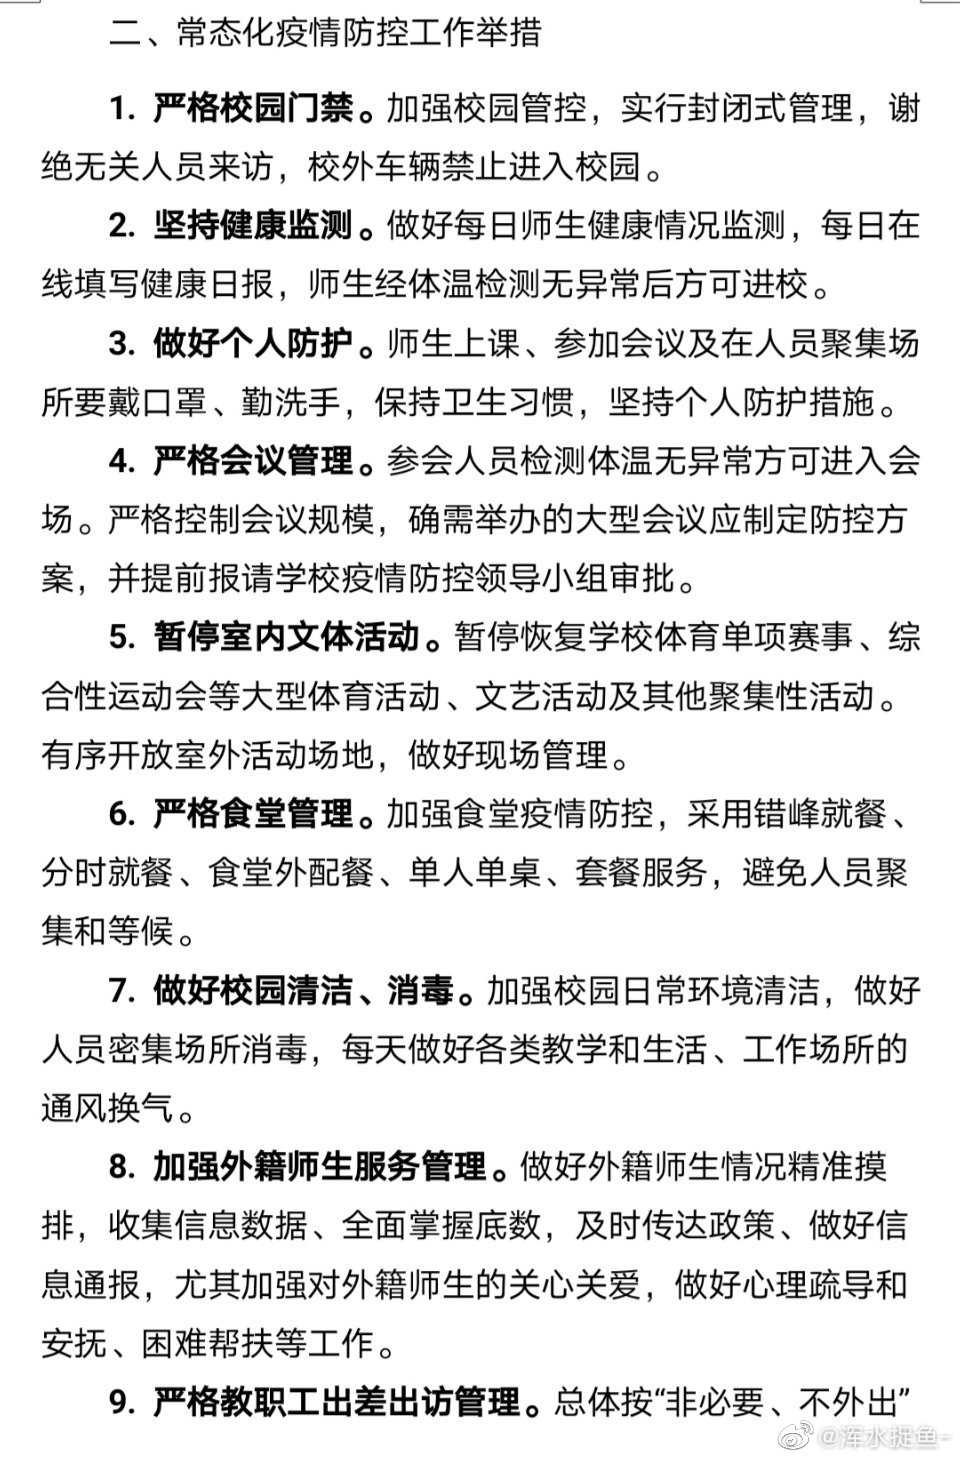 二、常态化疫情防控工作举措
1. 严格校园门禁。加强校园管控，实行封闭式管理，谢
绝无关人员来访，校外车辆禁止进入校园。
2. 坚持健康监测。做好每日师生健康情况监测，每日在
线填写健康日报，师生经体温检测无异常后方可进校。
3. 做好个人防护。师生上课、参加会议及在人员聚集场
所要戴口罩、勤洗手，保持卫生习惯，坚持个人防护措施。
4. 严格会议管理。参会人员检测体温无异常方可进入会
场。严格控制会议规模，确需举办的大型会议应制定防控方
案，并提前报请学校疫情防控领导小组审批。
5. 暂停室内文体活动。暂停恢复学校体育单项赛事、综
合性运动会等大型体育活动、文艺活动及其他聚集性活动。
有序开放室外活动场地，做好现场管理。
6. 严格食堂管理。加强食堂疫情防控，采用错峰就餐、
分时就餐、食堂外配餐、单人单桌、套餐服务，避免人员聚
集和等候。
7. 做好校园清洁、消毒。加强校园日常环境清洁，做好
人员密集场所消毒，每天做好各类教学和生活、工作场所的
通风换气。
8. 加强外籍师生服务管理。做好外籍师生情况精准摸
排，收集信息数据、全面掌握底数，及时传达政策、做好信
息通报，尤其加强对外籍师生的关心关爱，做好心理疏导和
安抚、困难帮扶等工作。
9. 严格教职工出差出访管理。总体按“非必要、不外出”
@浑水捉鱼-